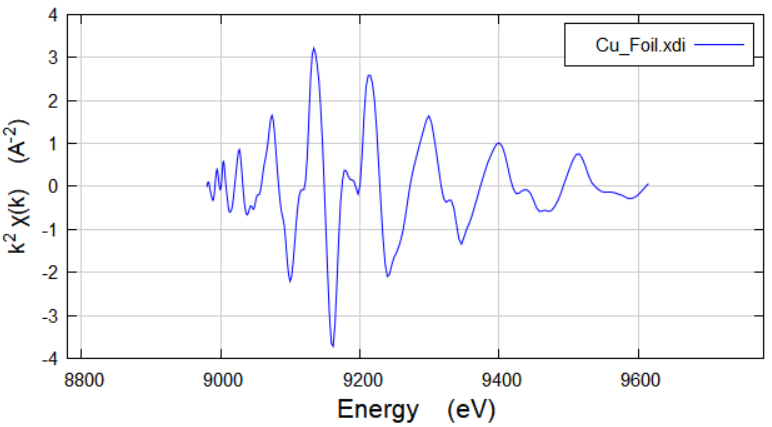 4
Cu_Foil.xdi
3
2
1
0
-1
-2
-3
-4
k² χ(k) (A⁻²)
8800 9000 9200 9400 9600
Energy (eV)